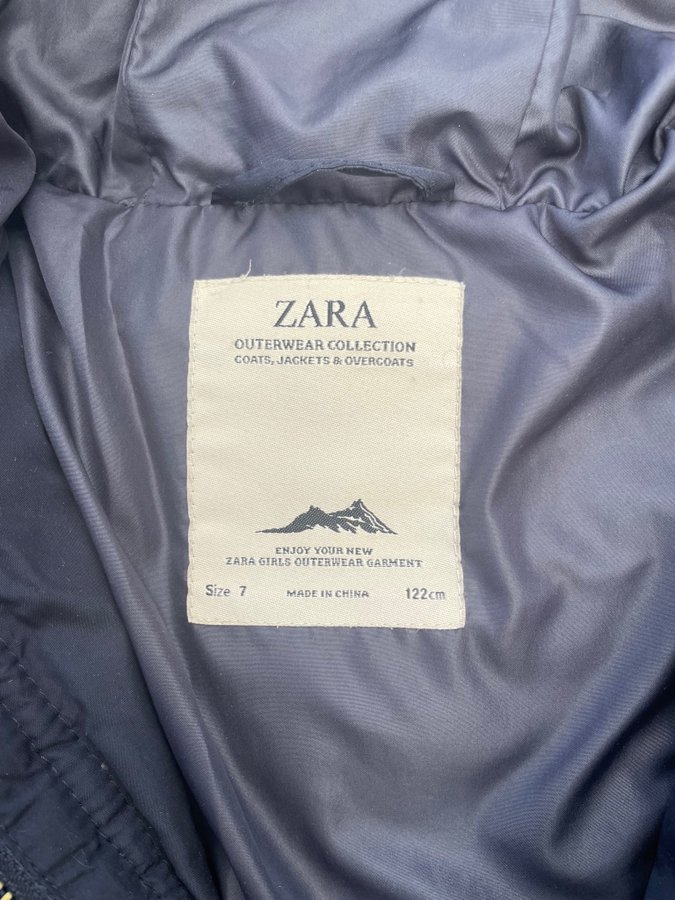 ZARA
OUTERWEAR COLLECTION
COATS, JACKETS & OVERCOATS
ENJOY YOUR NEW
ZARA GIRLS OUTERWEAR GARMENT
Size 7 MADE IN CHINA 122cm